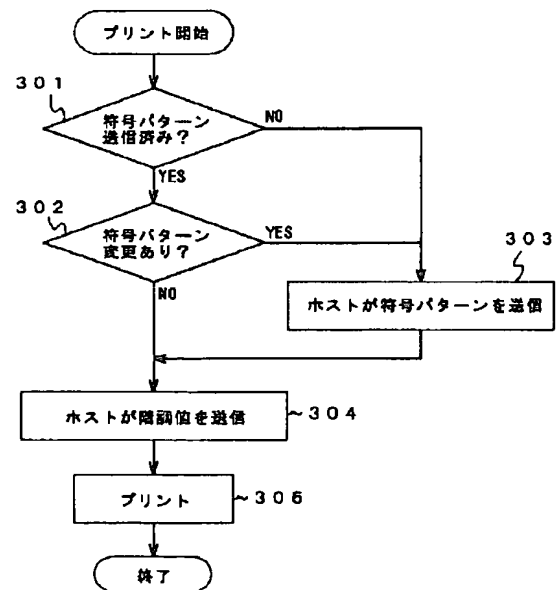 プリント開始
301
符号パターン
送信済み?
NO
YES
302
符号パターン
変更あり?
YES
NO
303
ホストが符号パターンを送信
ホストが階調値を送信
304
プリント
305
終了